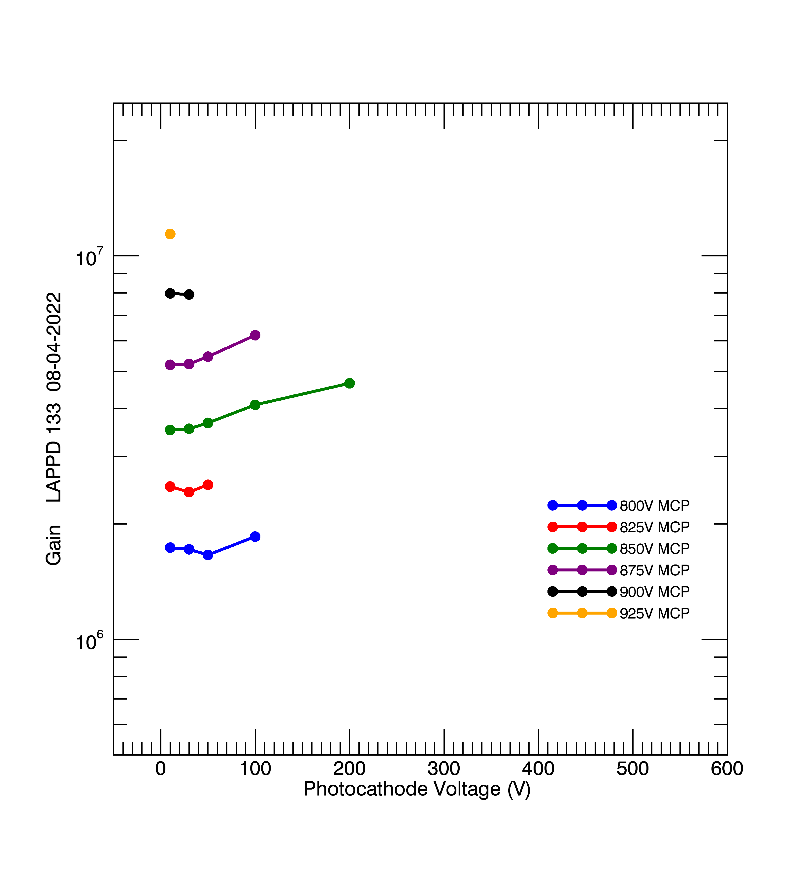 10⁷
10⁶
Gain LAPPD 133 08-04-2022
800V MCP
825V MCP
850V MCP
875V MCP
900V MCP
925V MCP
0 100 200 300 400 500 600
Photocathode Voltage (V)